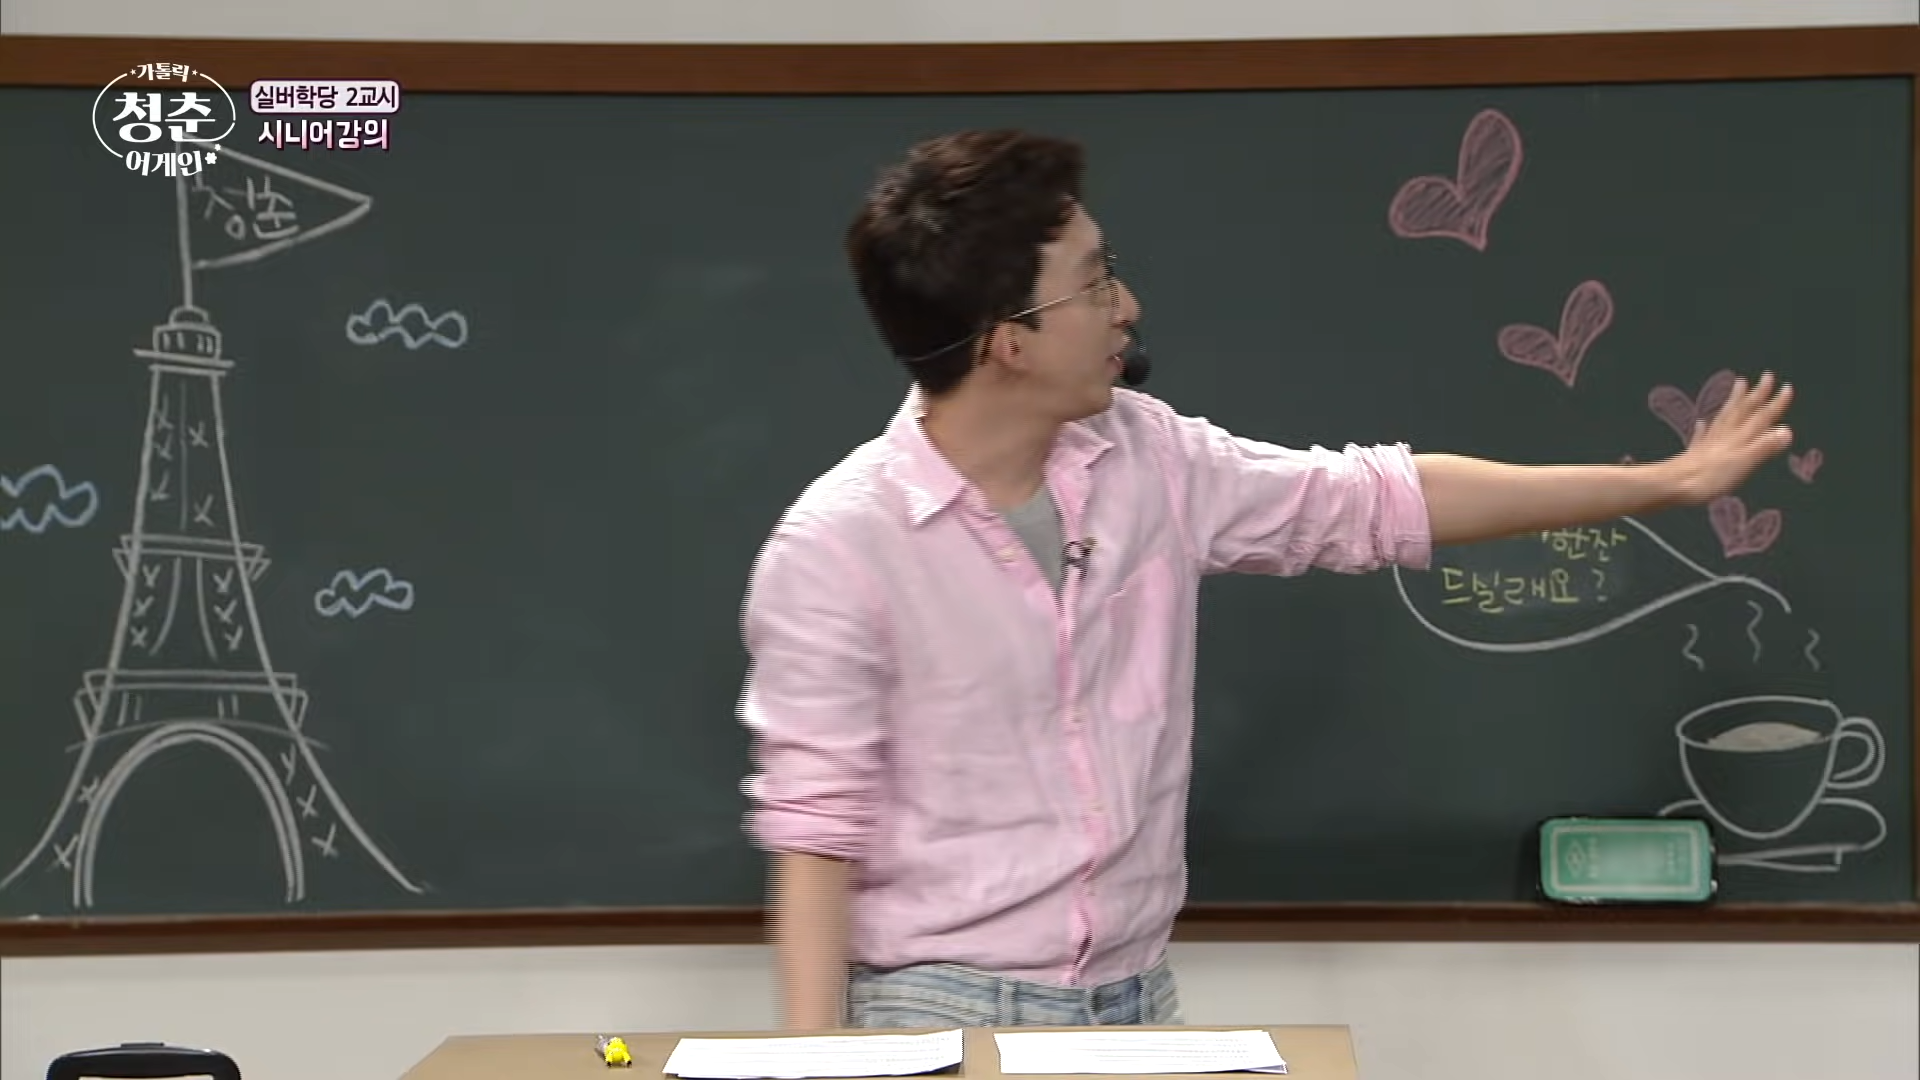 가톨릭
청춘
어게인
실버학당 2교시
시니어강의
청춘
한잔
드실래요?